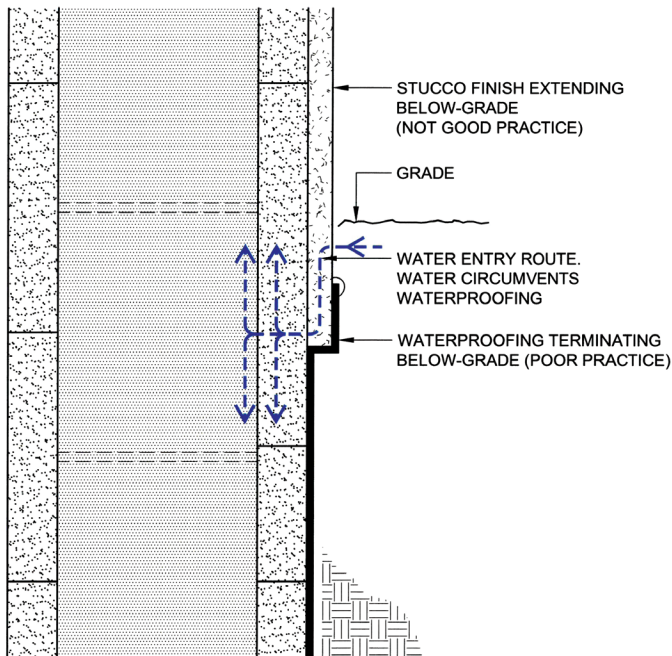 STUCCO FINISH EXTENDING
BELOW-GRADE
(NOT GOOD PRACTICE)
GRADE
WATER ENTRY ROUTE.
WATER CIRCUMVENTS
WATERPROOFING
WATERPROOFING TERMINATING
BELOW-GRADE (POOR PRACTICE)